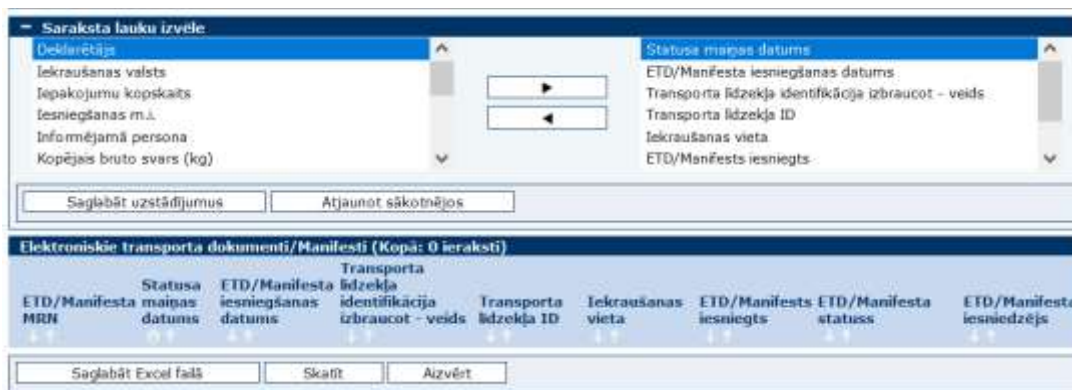 − Saraksta lauku izvēle
Deklarētājs
Iekraušanas valsts
Iepakojumu kopskaits
Iesniegšanas m.i.
Informējamā persona
Kopējais bruto svars (kg)
Statusa maiņas datums
ETD/Manifesta iesniegšanas datums
Transporta līdzekļa identifikācija izbraucot - veids
Transporta līdzekļa ID
Iekraušanas vieta
ETD/Manifests iesniegts
Saglabāt uzstādījumus
Atjaunot sākotnējos
Elektroniskie transporta dokumenti/Manifesti (Kopā: 0 ieraksti)
ETD/Manifesta
MRN
Statusa
maiņas
datums
ETD/Manifesta
iesniegšanas
datums
Transporta
līdzekļa
identifikācija
izbraucot - veids
Transporta
līdzekļa ID
Iekraušanas
vieta
ETD/Manifests
iesniegts
ETD/Manifesta
statuss
ETD/Manifesta
iesniedzējs
Saglabāt Excel failā
Skatīt
Aizvērt